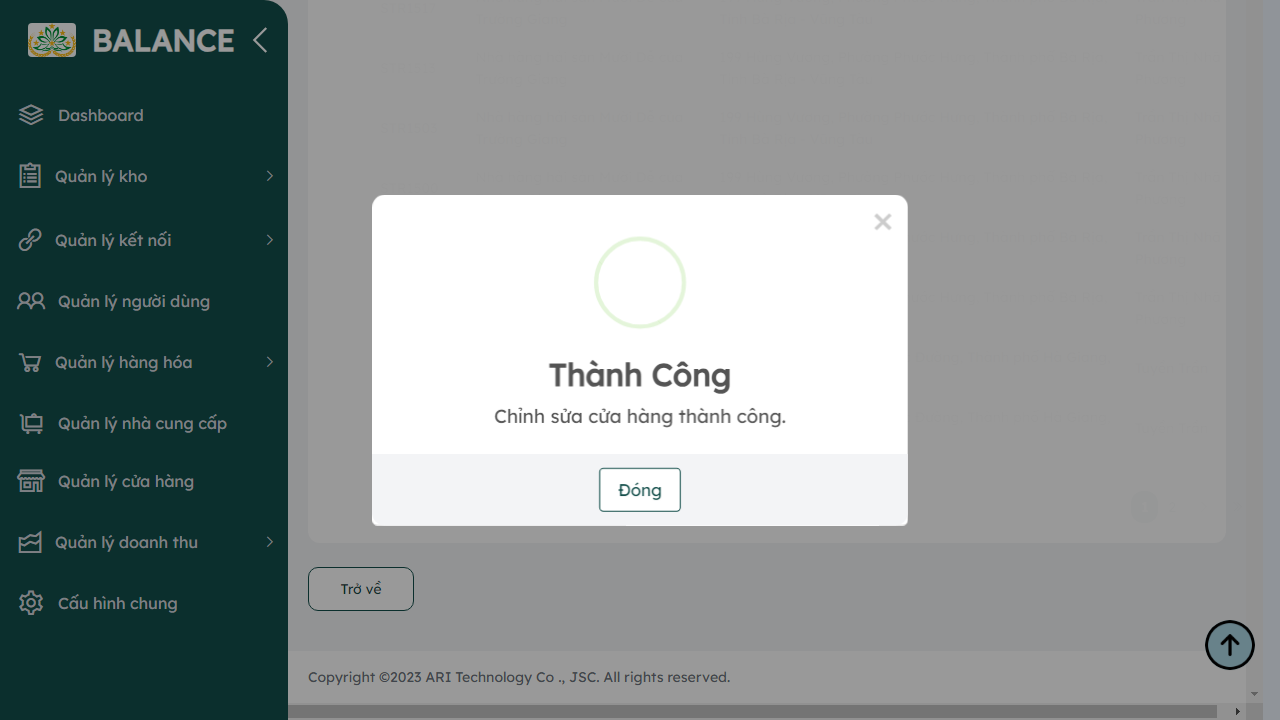 BALANCE
Dashboard
Quản lý kho
Quản lý kết nối
Quản lý người dùng
Quản lý hàng hóa
Quản lý nhà cung cấp
Quản lý cửa hàng
Quản lý doanh thu
Cấu hình chung
×
Thành Công
Chỉnh sửa cửa hàng thành công.
Đóng
Trở về
Copyright ©2023 ARI Technology Co ., JSC. All rights reserved.